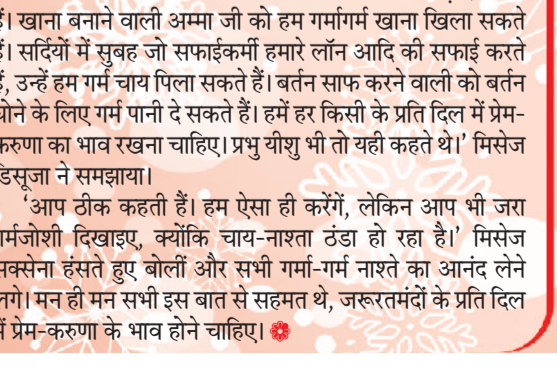 हैं। खाना बनाने वाली अम्मा जी को हम गर्मागर्म खाना खिला सकते
हैं। सर्दियों में सुबह जो सफाईकर्मी हमारे लॉन आदि की सफाई करते
हैं, उन्हें हम गर्म चाय पिला सकते हैं। बर्तन साफ करने वाली को बर्तन
धोने के लिए गर्म पानी दे सकते हैं। हमें हर किसी के प्रति दिल में प्रेम-
करुणा का भाव रखना चाहिए। प्रभु यीशु भी तो यही कहते थे।’ मिसेज
डिसूजा ने समझाया।
‘आप ठीक कहती हैं। हम ऐसा ही करेंगें, लेकिन आप भी जरा
गर्मजोशी दिखाइए, क्योंकि चाय-नाश्ता ठंडा हो रहा है।’ मिसेज
सक्सेना हंसते हुए बोलीं और सभी गर्मा-गर्म नाश्ते का आनंद लेने
लगे। मन ही मन सभी इस बात से सहमत थे, जरूरतमंदों के प्रति दिल
में प्रेम-करुणा के भाव होने चाहिए।